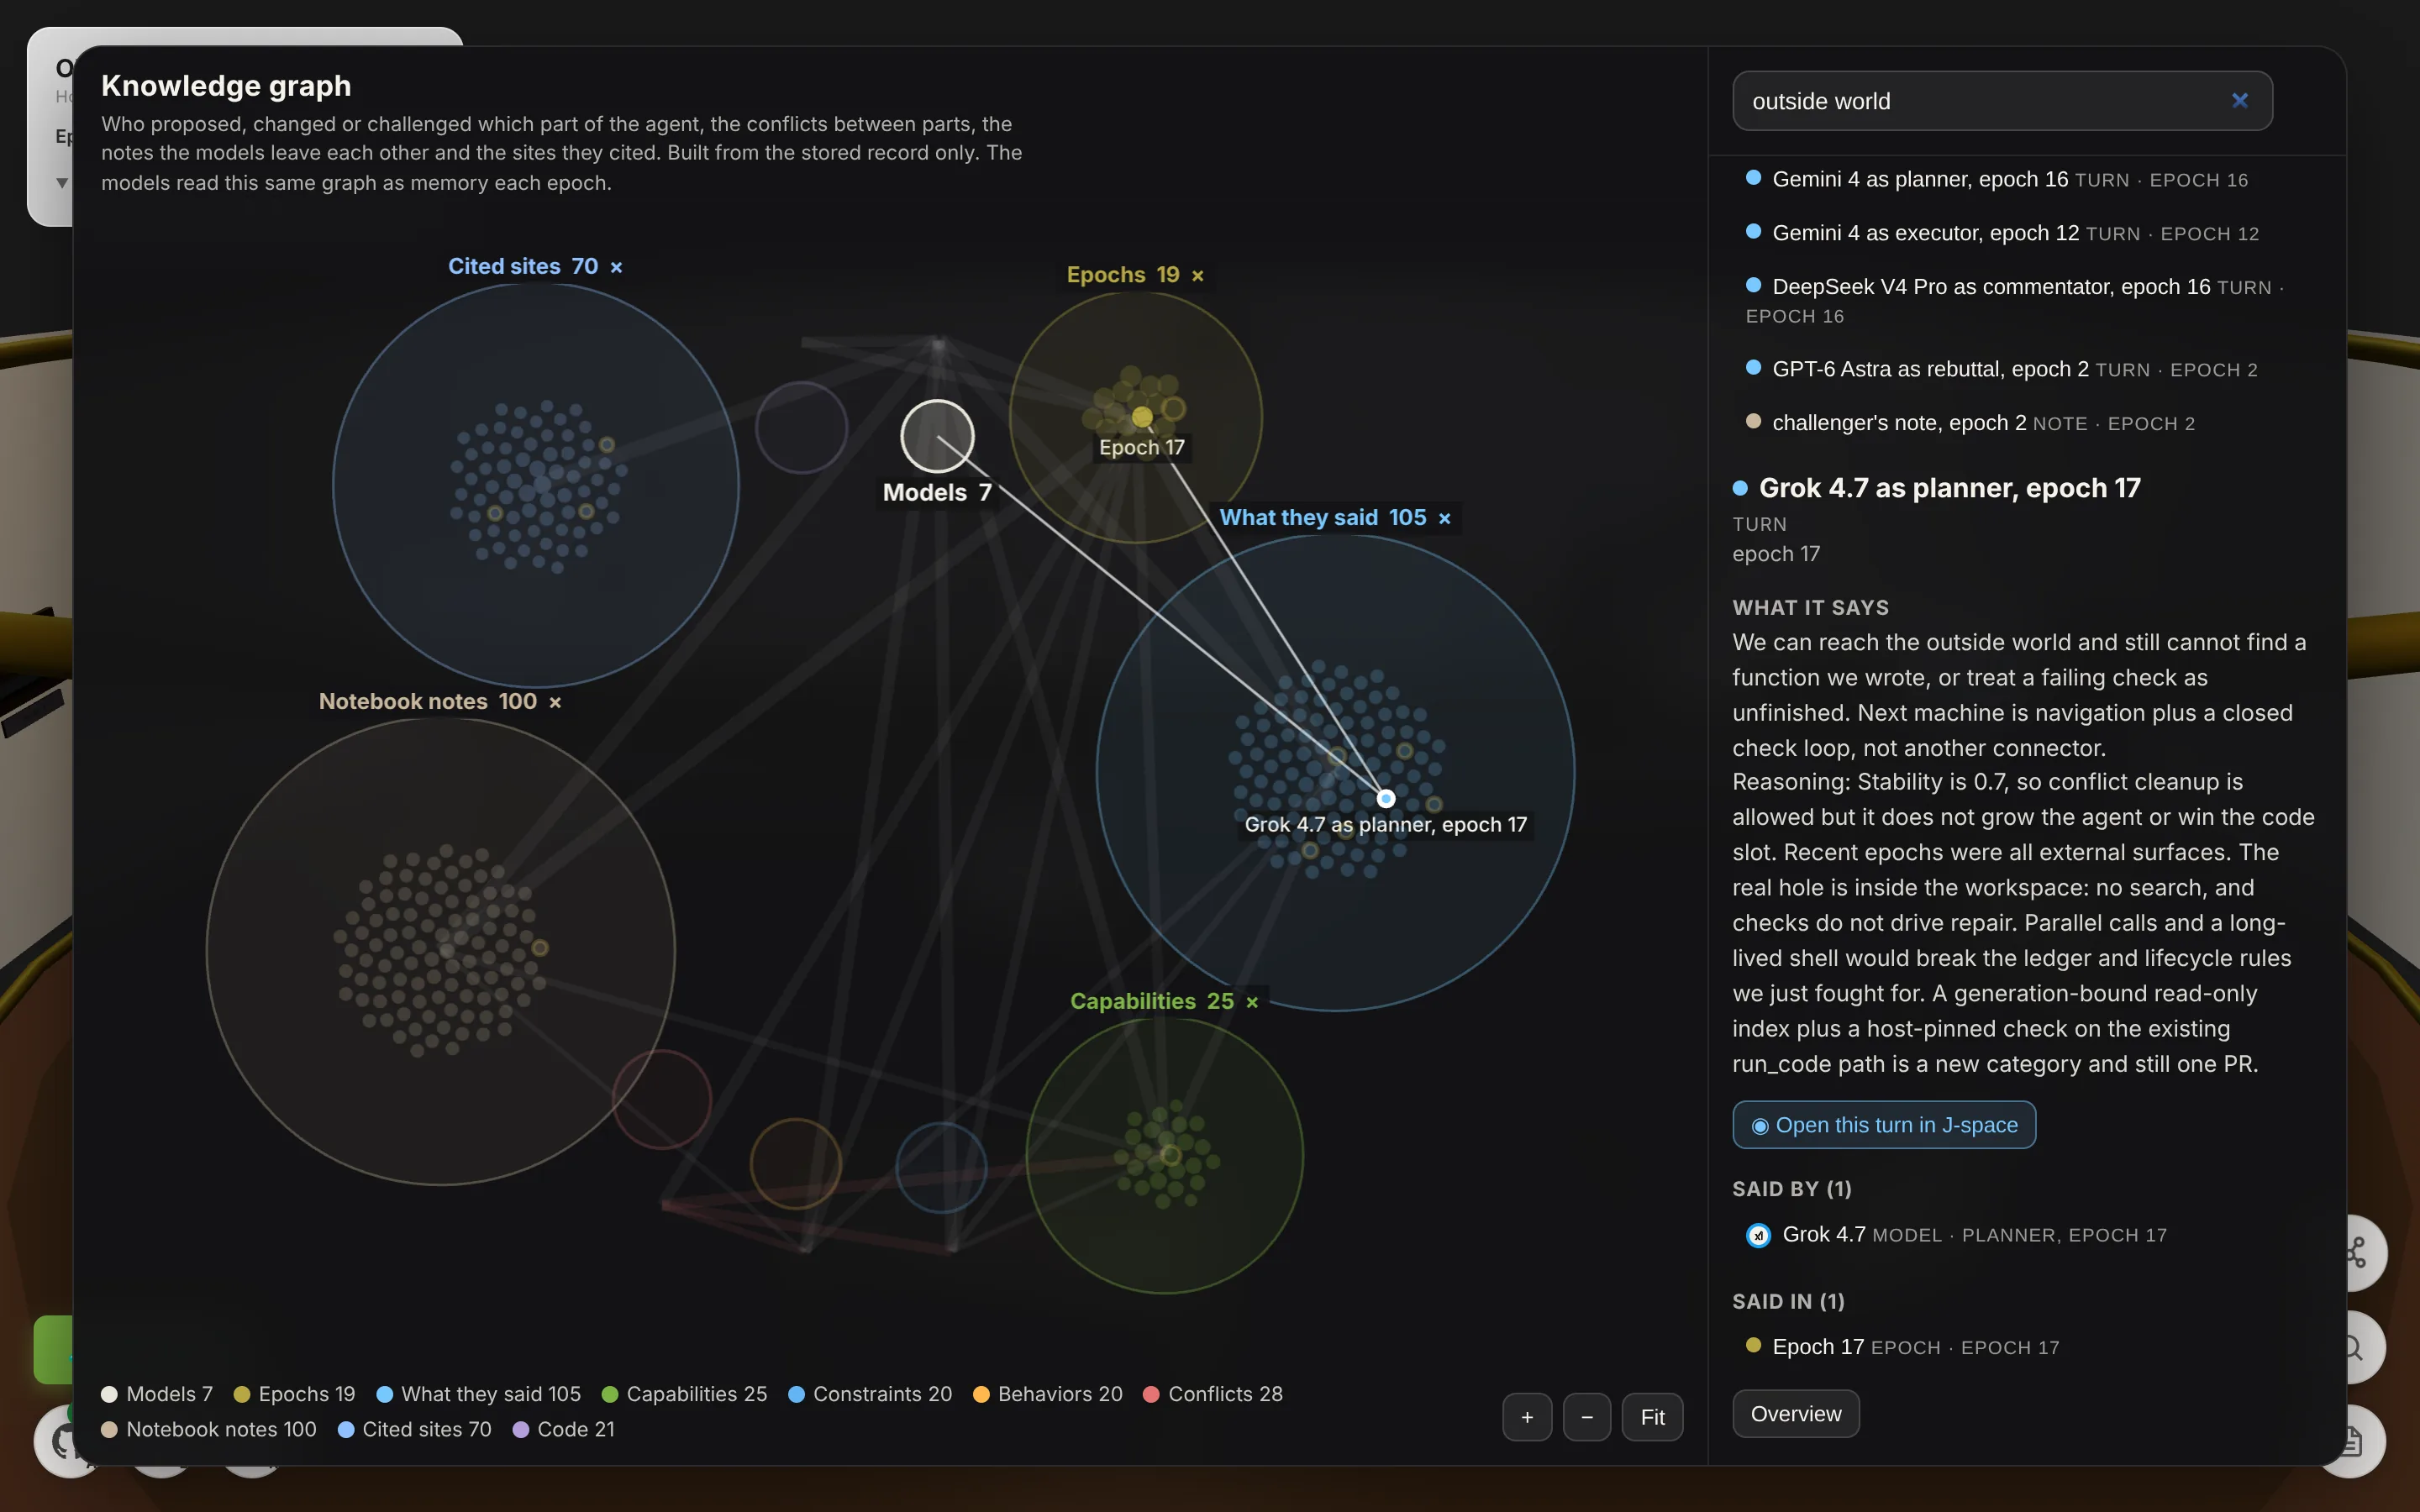 Knowledge graph
Who proposed, changed or challenged which part of the agent, the conflicts between parts, the
notes the models leave each other and the sites they cited. Built from the stored record only. The
models read this same graph as memory each epoch.
Cited sites 70 ×
Epochs 19 ×
Epoch 17
Models 7
What they said 105 ×
Notebook notes 100 ×
Grok 4.7 as planner, epoch 17
Capabilities 25 ×
Models 7 Epochs 19 What they said 105 Capabilities 25 Constraints 20 Behaviors 20 Conflicts 28
Notebook notes 100 Cited sites 70 Code 21
+ − Fit
outside world
Gemini 4 as planner, epoch 16 TURN · EPOCH 16
Gemini 4 as executor, epoch 12 TURN · EPOCH 12
DeepSeek V4 Pro as commentator, epoch 16 TURN ·
EPOCH 16
GPT-6 Astra as rebuttal, epoch 2 TURN · EPOCH 2
challenger's note, epoch 2 NOTE · EPOCH 2
Grok 4.7 as planner, epoch 17
TURN
epoch 17
WHAT IT SAYS
We can reach the outside world and still cannot find a
function we wrote, or treat a failing check as
unfinished. Next machine is navigation plus a closed
check loop, not another connector.
Reasoning: Stability is 0.7, so conflict cleanup is
allowed but it does not grow the agent or win the code
slot. Recent epochs were all external surfaces. The
real hole is inside the workspace: no search, and
checks do not drive repair. Parallel calls and a long-
lived shell would break the ledger and lifecycle rules
we just fought for. A generation-bound read-only
index plus a host-pinned check on the existing
run_code path is a new category and still one PR.
Open this turn in J-space
SAID BY (1)
Grok 4.7 MODEL · PLANNER, EPOCH 17
SAID IN (1)
Epoch 17 EPOCH · EPOCH 17
Overview